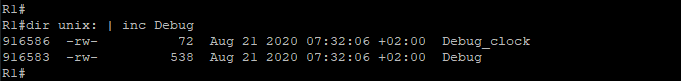 R1#
R1#dir unix: | inc Debug
916586  -rw-          72  Aug 21 2020 07:32:06 +02:00  Debug_clock
916583  -rw-         538  Aug 21 2020 07:32:06 +02:00  Debug
R1#